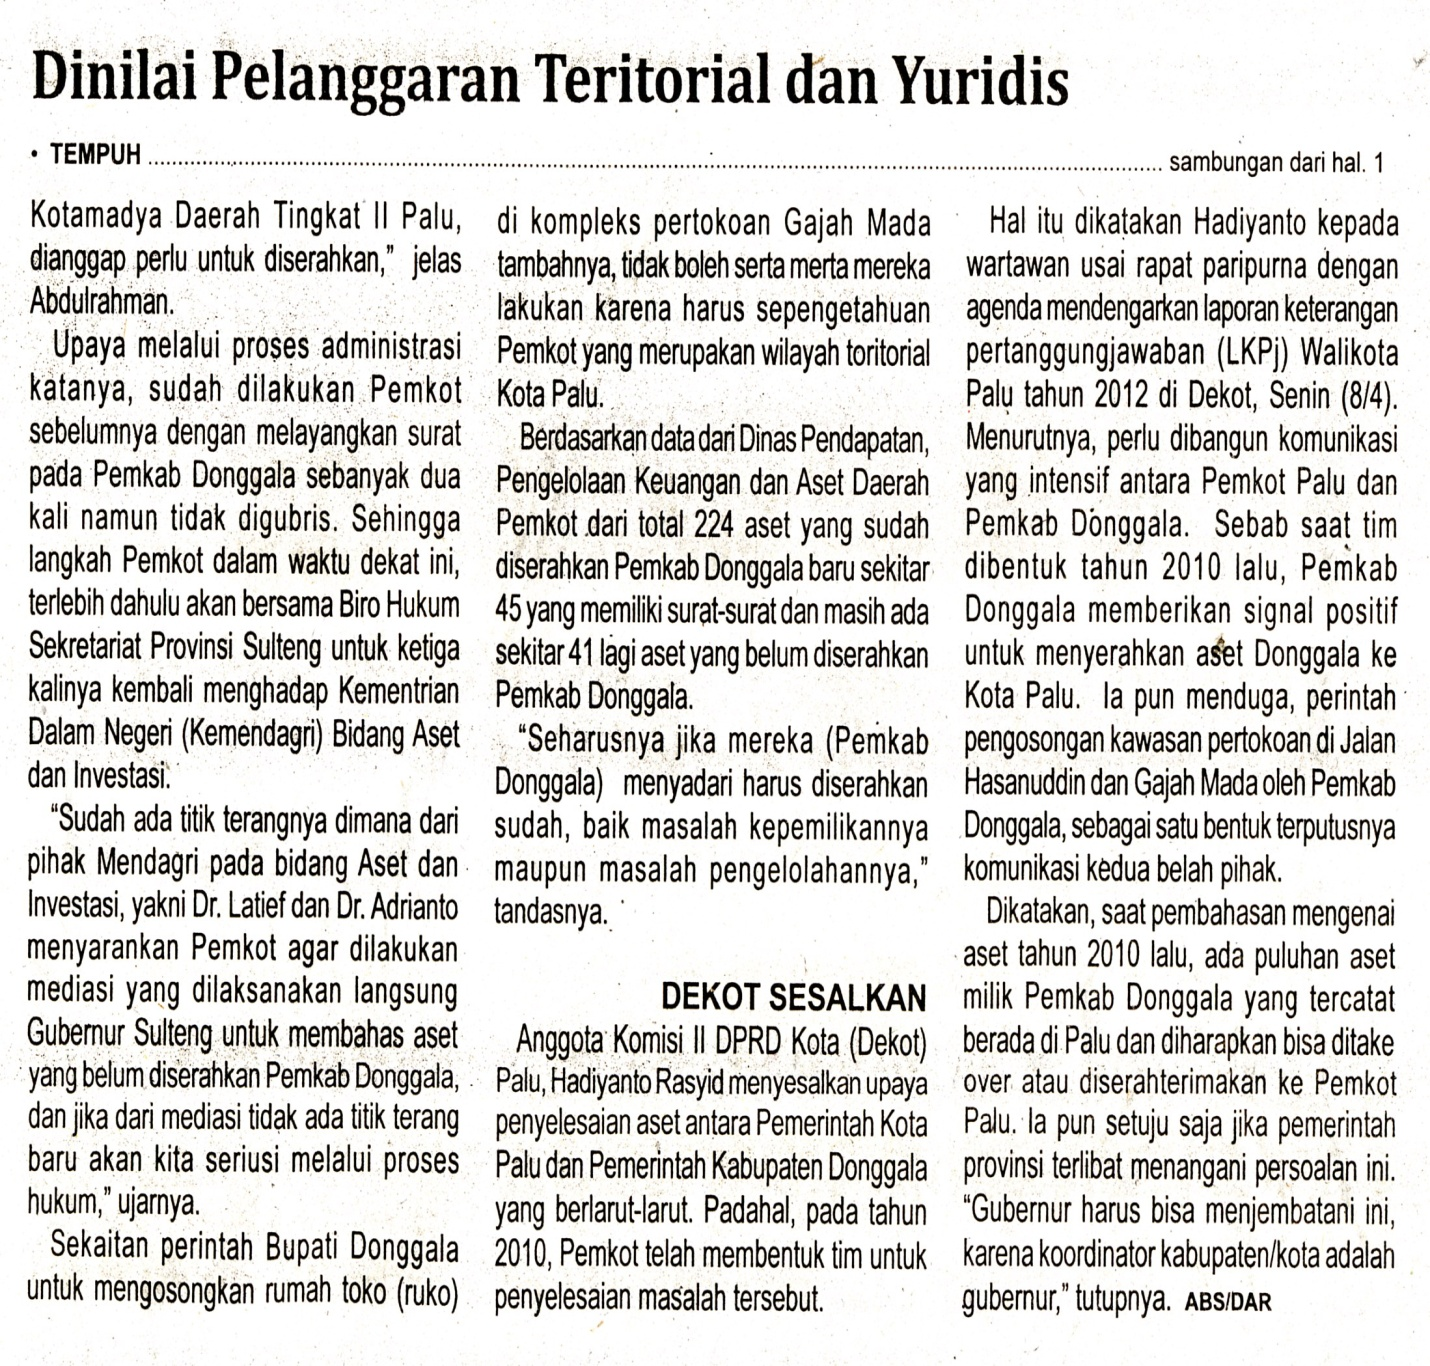 Dinilai Pelanggaran Teritorial dan Yuridis
• TEMPUH ........................................................................................ sambungan dari hal. 1
Kotamadya Daerah Tingkat II Palu,
dianggap perlu untuk diserahkan,” jelas
Abdulrahman.
Upaya melalui proses administrasi
katanya, sudah dilakukan Pemkot
sebelumnya dengan melayangkan surat
pada Pemkab Donggala sebanyak dua
kali namun tidak digubris. Sehingga
langkah Pemkot dalam waktu dekat ini,
terlebih dahulu akan bersama Biro Hukum
Sekretariat Provinsi Sulteng untuk ketiga
kalinya kembali menghadap Kementrian
Dalam Negeri (Kemendagri) Bidang Aset
dan Investasi.
“Sudah ada titik terangnya dimana dari
pihak Mendagri pada bidang Aset dan
Investasi, yakni Dr. Latief dan Dr. Adrianto
menyarankan Pemkot agar dilakukan
mediasi yang dilaksanakan langsung
Gubernur Sulteng untuk membahas aset
yang belum diserahkan Pemkab Donggala,
dan jika dari mediasi tidak ada titik terang
baru akan kita seriusi melalui proses
hukum,” ujarnya.
Sekaitan perintah Bupati Donggala
untuk mengosongkan rumah toko (ruko)
di kompleks pertokoan Gajah Mada
tambahnya, tidak boleh serta merta mereka
lakukan karena harus sepengetahuan
Pemkot yang merupakan wilayah toritorial
Kota Palu.
Berdasarkan data dari Dinas Pendapatan,
Pengelolaan Keuangan dan Aset Daerah
Pemkot dari total 224 aset yang sudah
diserahkan Pemkab Donggala baru sekitar
45 yang memiliki surat-surat dan masih ada
sekitar 41 lagi aset yang belum diserahkan
Pemkab Donggala.
“Seharusnya jika mereka (Pemkab
Donggala) menyadari harus diserahkan
sudah, baik masalah kepemilikannya
maupun masalah pengelolahannya,”
tandasnya.
DEKOT SESALKAN
Anggota Komisi II DPRD Kota (Dekot)
Palu, Hadiyanto Rasyid menyesalkan upaya
penyelesaian aset antara Pemerintah Kota
Palu dan Pemerintah Kabupaten Donggala
yang berlarut-larut. Padahal, pada tahun
2010, Pemkot telah membentuk tim untuk
penyelesaian masalah tersebut.
Hal itu dikatakan Hadiyanto kepada
wartawan usai rapat paripurna dengan
agenda mendengarkan laporan keterangan
pertanggungjawaban (LKPj) Walikota
Palu tahun 2012 di Dekot, Senin (8/4).
Menurutnya, perlu dibangun komunikasi
yang intensif antara Pemkot Palu dan
Pemkab Donggala. Sebab saat tim
dibentuk tahun 2010 lalu, Pemkab
Donggala memberikan signal positif
untuk menyerahkan aset Donggala ke
Kota Palu. Ia pun menduga, perintah
pengosongan kawasan pertokoan di Jalan
Hasanuddin dan Gajah Mada oleh Pemkab
Donggala, sebagai satu bentuk terputusnya
komunikasi kedua belah pihak.
Dikatakan, saat pembahasan mengenai
aset tahun 2010 lalu, ada puluhan aset
milik Pemkab Donggala yang tercatat
berada di Palu dan diharapkan bisa ditake
over atau diserahterimakan ke Pemkot
Palu. Ia pun setuju saja jika pemerintah
provinsi terlibat menangani persoalan ini.
“Gubernur harus bisa menjembatani ini,
karena koordinator kabupaten/kota adalah
gubernur,” tutupnya. ABS/DAR